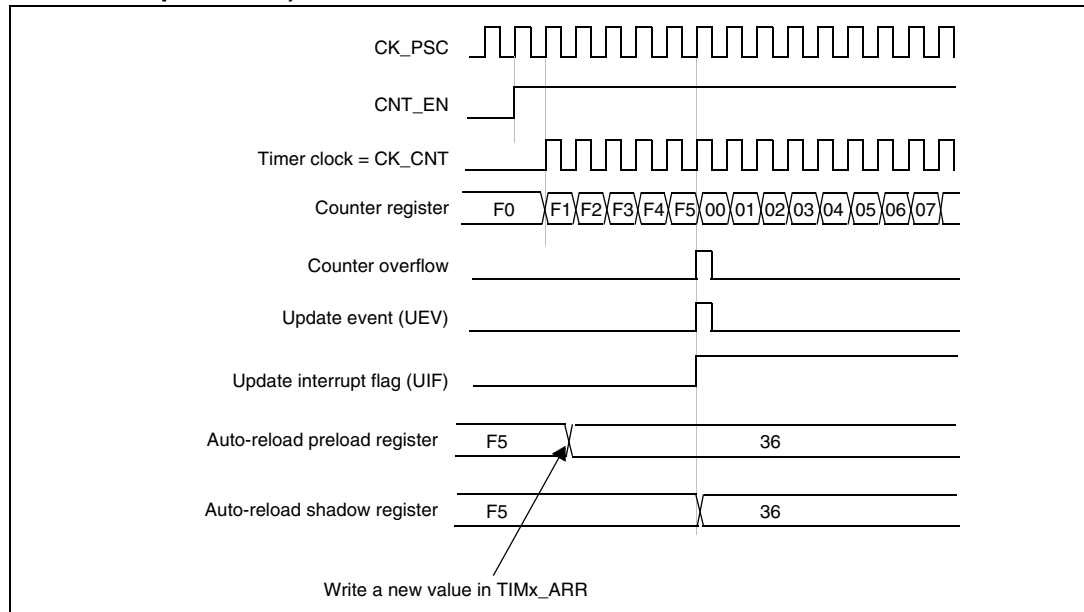 CK_PSC
CNT_EN
Timer clock = CK_CNT
Counter register F0 F1 F2 F3 F4 F5 00 01 02 03 04 05 06 07
Counter overflow
Update event (UEV)
Update interrupt flag (UIF)
Auto-reload preload register F5 36
Auto-reload shadow register F5 36
Write a new value in TIMx_ARR